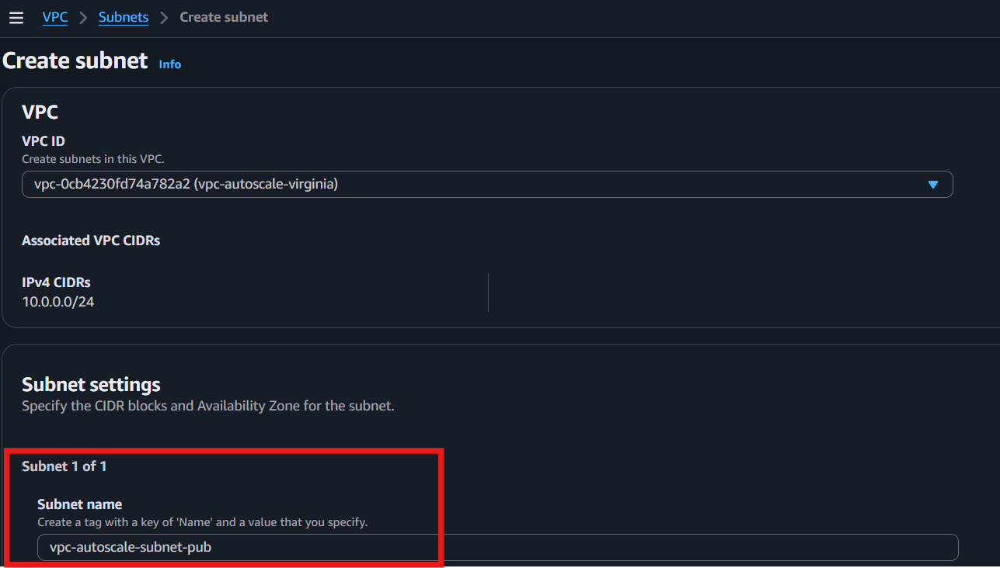 VPC > Subnets > Create subnet
Create subnet Info
VPC
VPC ID
Create subnets in this VPC.
vpc-0cb4230fd74a782a2 (vpc-autoscale-virginia)
Associated VPC CIDRs
IPv4 CIDRs
10.0.0.0/24
Subnet settings
Specify the CIDR blocks and Availability Zone for the subnet.
Subnet 1 of 1
Subnet name
Create a tag with a key of 'Name' and a value that you specify.
vpc-autoscale-subnet-pub